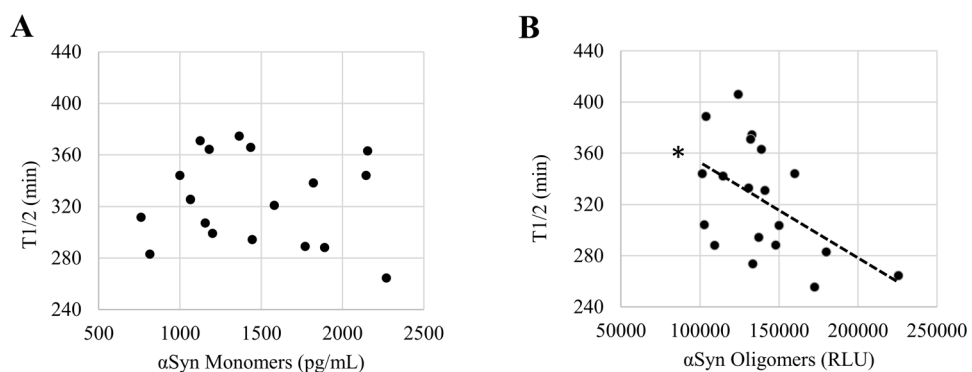 A
440
400
360
320
280
240
T1/2 (min)
500 1000 1500 2000 2500
αSyn Monomers (pg/mL)
B
440
400
360
320
280
240
T1/2 (min)
*
50000 100000 150000 200000 250000
αSyn Oligomers (RLU)